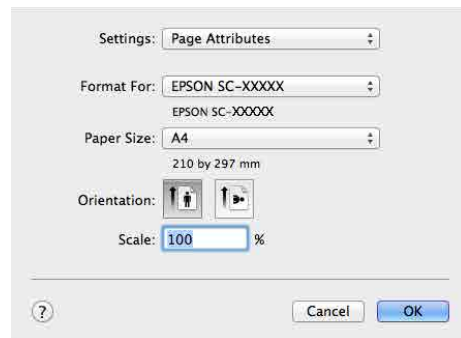 Settings: Page Attributes
Format For: EPSON SC-XXXXX
EPSON SC-XXXXX
Paper Size: A4
210 by 297 mm
Orientation:
Scale: 100 %
? Cancel OK